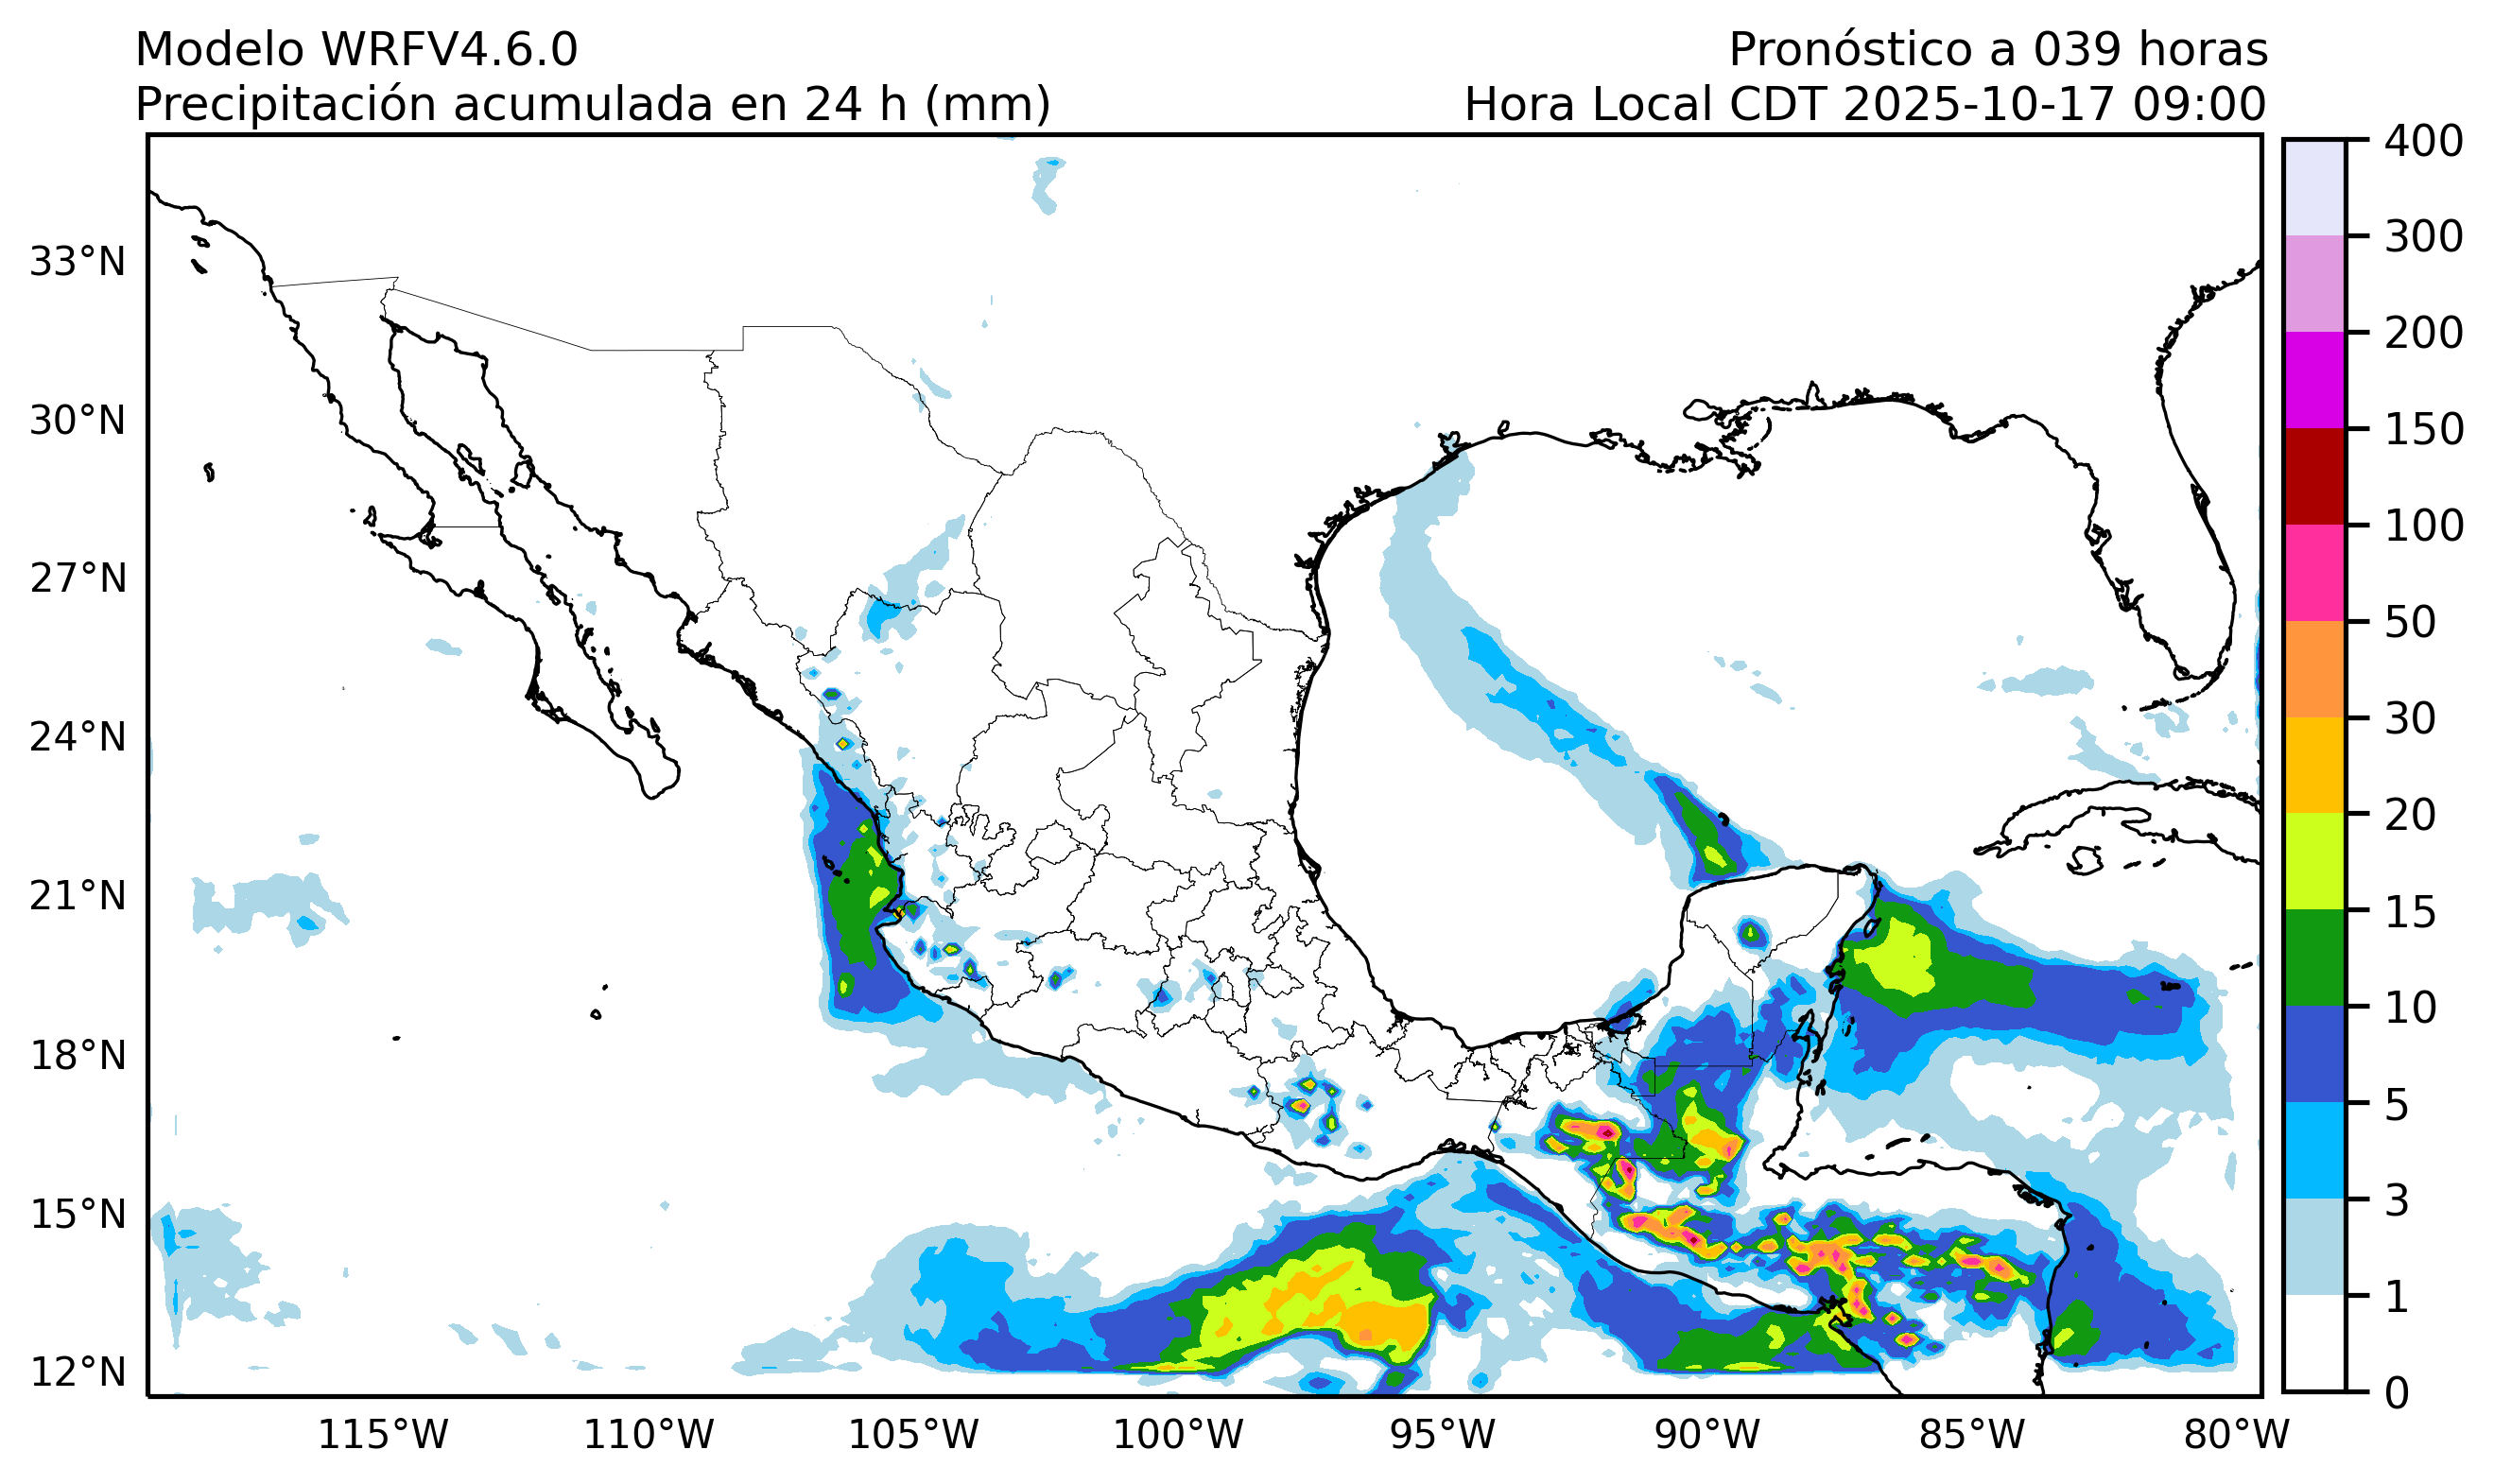 Modelo WRFV4.6.0
Pronóstico a 039 horas
Precipitación acumulada en 24 h (mm)
Hora Local CDT 2025-10-17 09:00
400
300
200
150
100
50
30
20
15
10
5
3
1
0
33°N
30°N
27°N
24°N
21°N
18°N
15°N
12°N
115°W
110°W
105°W
100°W
95°W
90°W
85°W
80°W